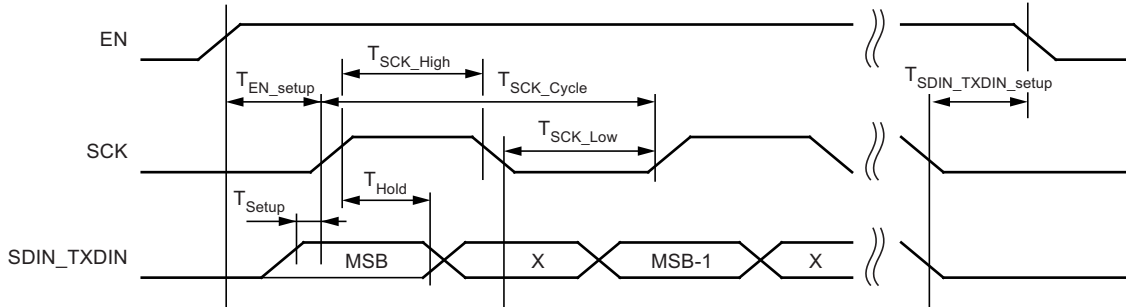 EN
T_SCK_High
T_EN_setup
T_SCK_Cycle
T_SDIN_TXDIN_setup
T_SCK_Low
SCK
T_Hold
T_Setup
SDIN_TXDIN
MSB
X
MSB-1
X